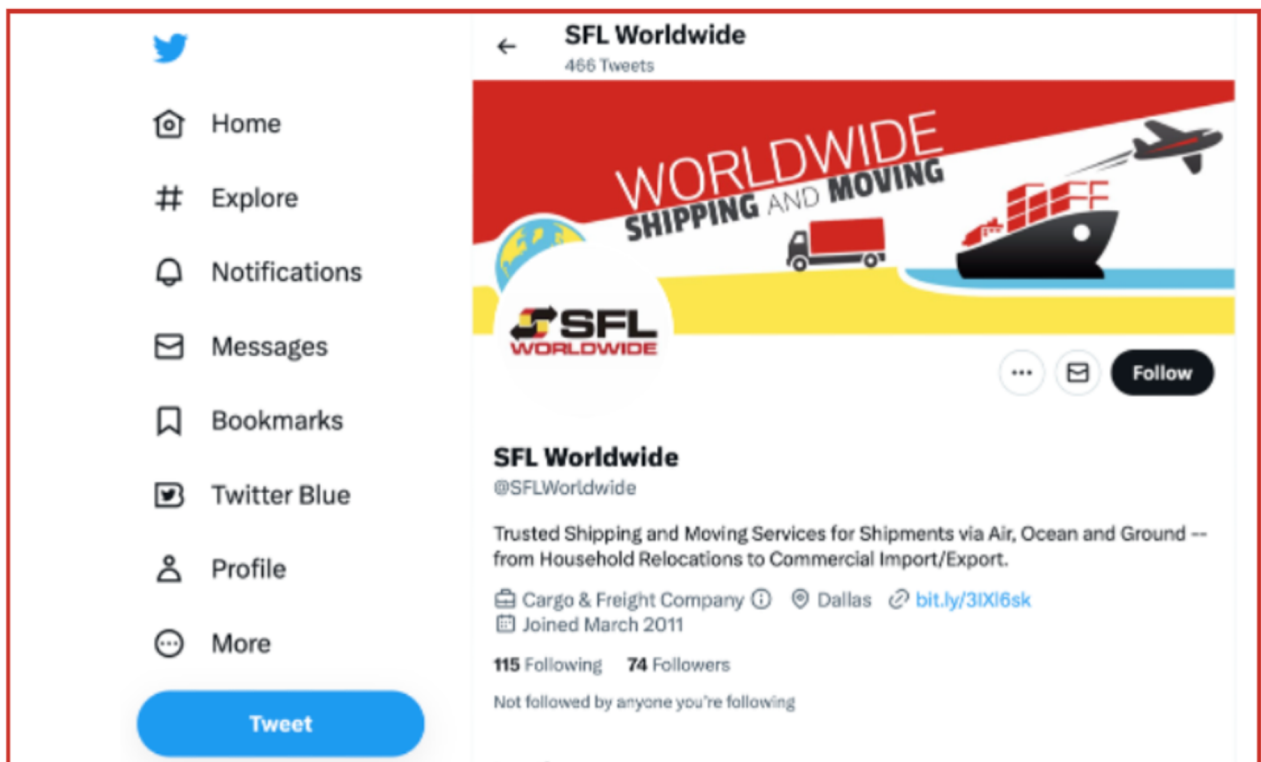 Home
Explore
Notifications
Messages
Bookmarks
Twitter Blue
Profile
More
Tweet
SFL Worldwide
466 Tweets
WORLDWIDE
SHIPPING AND MOVING
SFL
WORLDWIDE
Follow
SFL Worldwide
@SFLWorldwide
Trusted Shipping and Moving Services for Shipments via Air, Ocean and Ground --
from Household Relocations to Commercial Import/Export.
Cargo & Freight Company Dallas bit.ly/3IXl6sk
Joined March 2011
115 Following 74 Followers
Not followed by anyone you're following